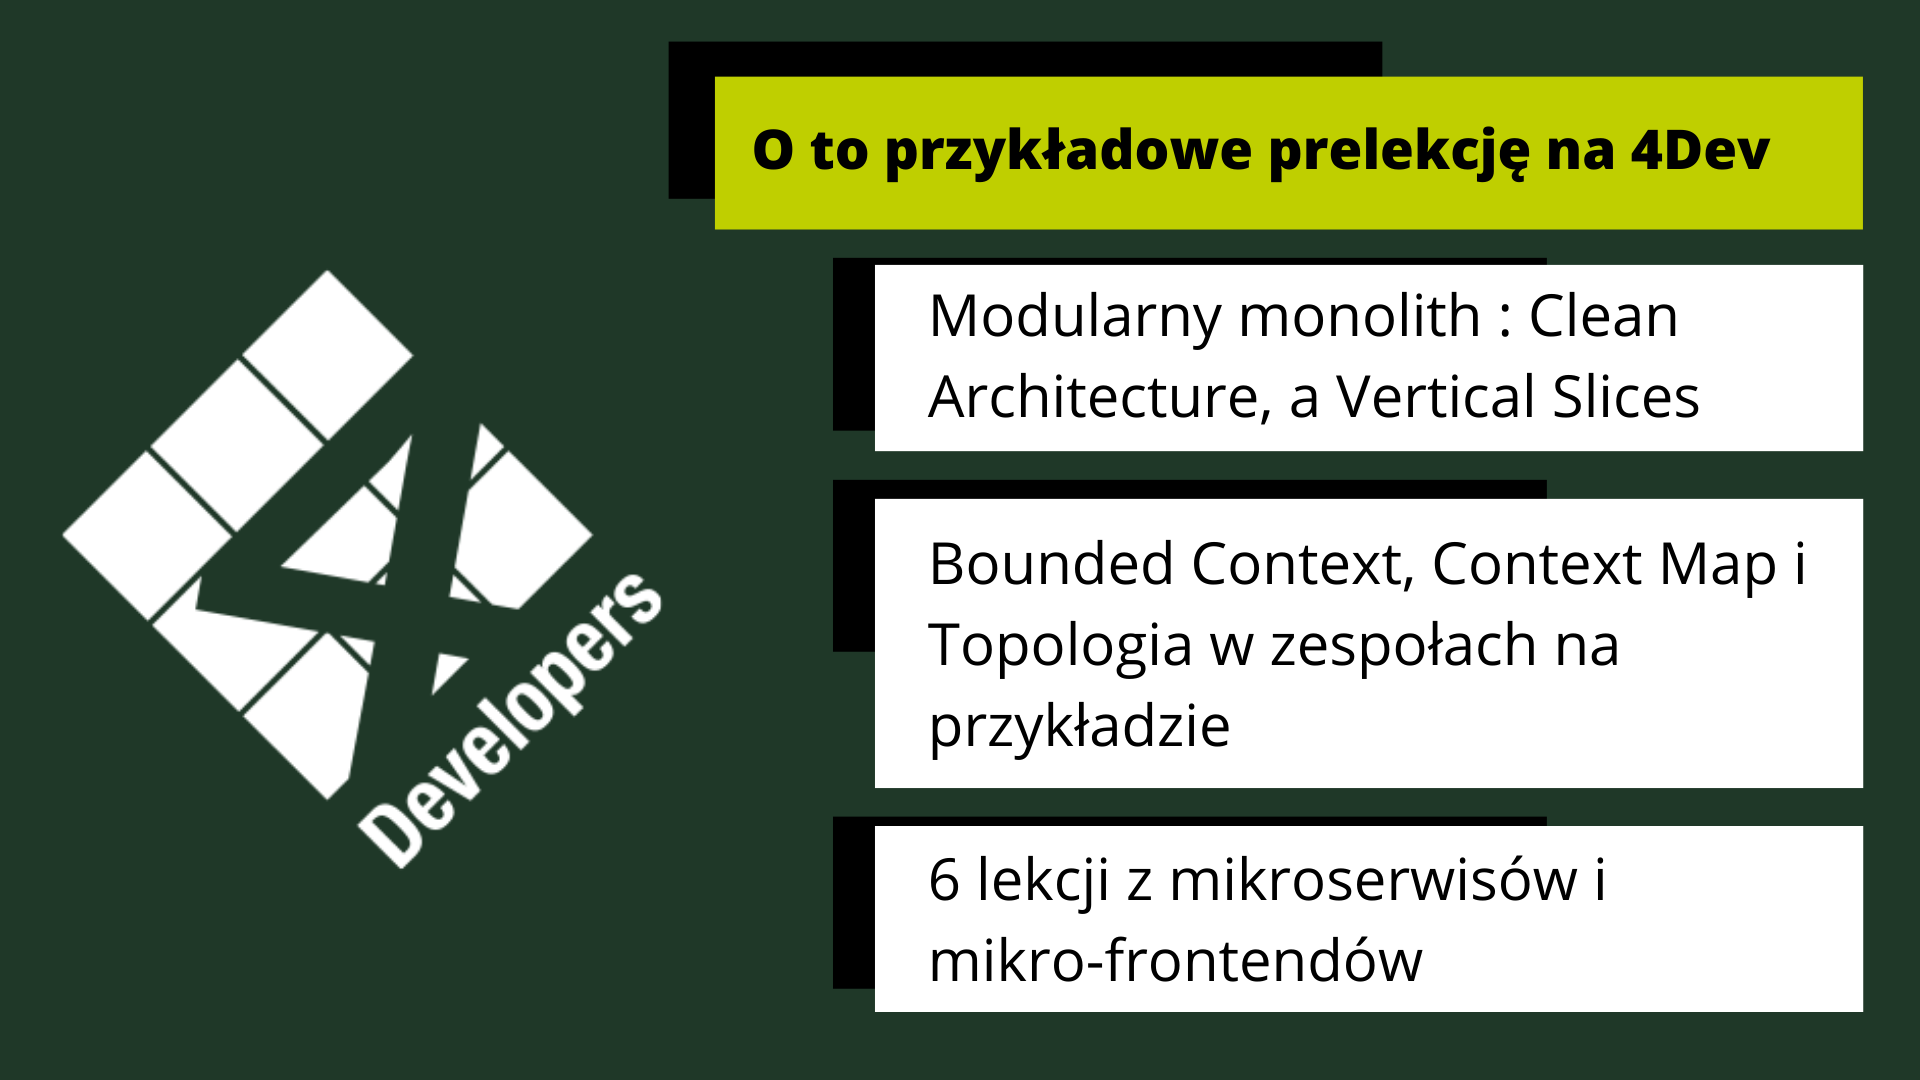 O to przykładowe prelekcję na 4Dev
Modularny monolith : Clean
Architecture, a Vertical Slices
Bounded Context, Context Map i
Topologia w zespołach na
przykładzie
6 lekcji z mikroserwisów i
mikro-frontendów
4
Developers